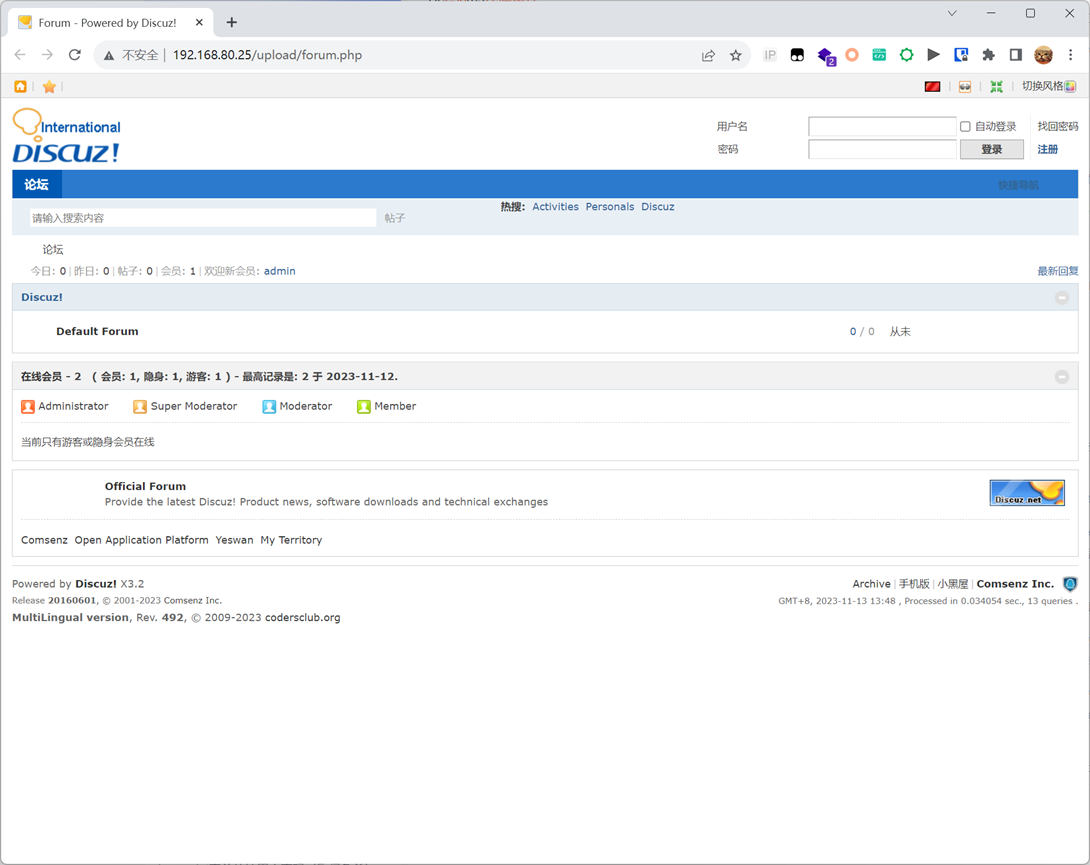 Forum - Powered by Discuz!
不安全 | 192.168.80.25/upload/forum.php
IP
2
切换风格
International
DISCUZ!
用户名 自动登录 找回密码
密码 登录 注册
论坛 快捷导航
请输入搜索内容 帖子 热搜: Activities Personals Discuz
论坛
今日: 0 | 昨日: 0 | 帖子: 0 | 会员: 1 | 欢迎新会员: admin 最新回复
Discuz!
Default Forum 0 / 0 从未
在线会员 - 2 ( 会员: 1, 隐身: 1, 游客: 1 ) - 最高记录是: 2 于 2023-11-12.
Administrator Super Moderator Moderator Member
当前只有游客或隐身会员在线
Official Forum
Provide the latest Discuz! Product news, software downloads and technical exchanges
Discuz.net
Comsenz Open Application Platform Yeswan My Territory
Powered by Discuz! X3.2 Archive | 手机版 | 小黑屋 | Comsenz Inc.
Release 20160601, © 2001-2023 Comsenz Inc. GMT+8, 2023-11-13 13:48 , Processed in 0.034054 sec., 13 queries .
MultiLingual version, Rev. 492, © 2009-2023 codersclub.org